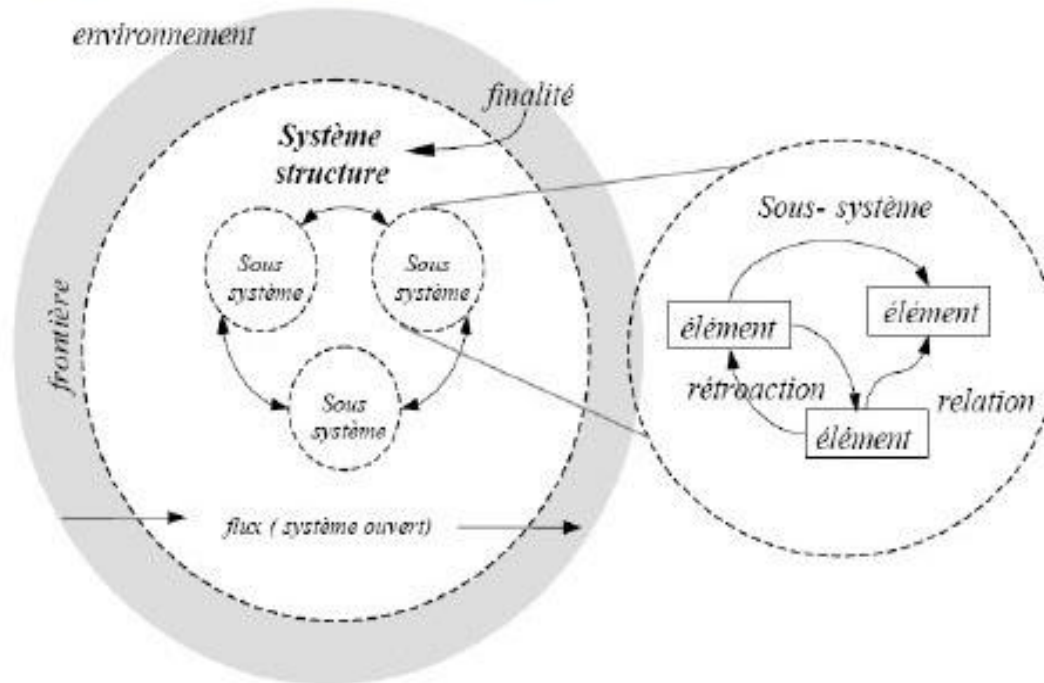 environnement
finalité
Système
structure
Sous
système
Sous
système
Sous
système
frontière
flux ( système ouvert)
Sous- système
élément
élément
rétroaction
relation
élément